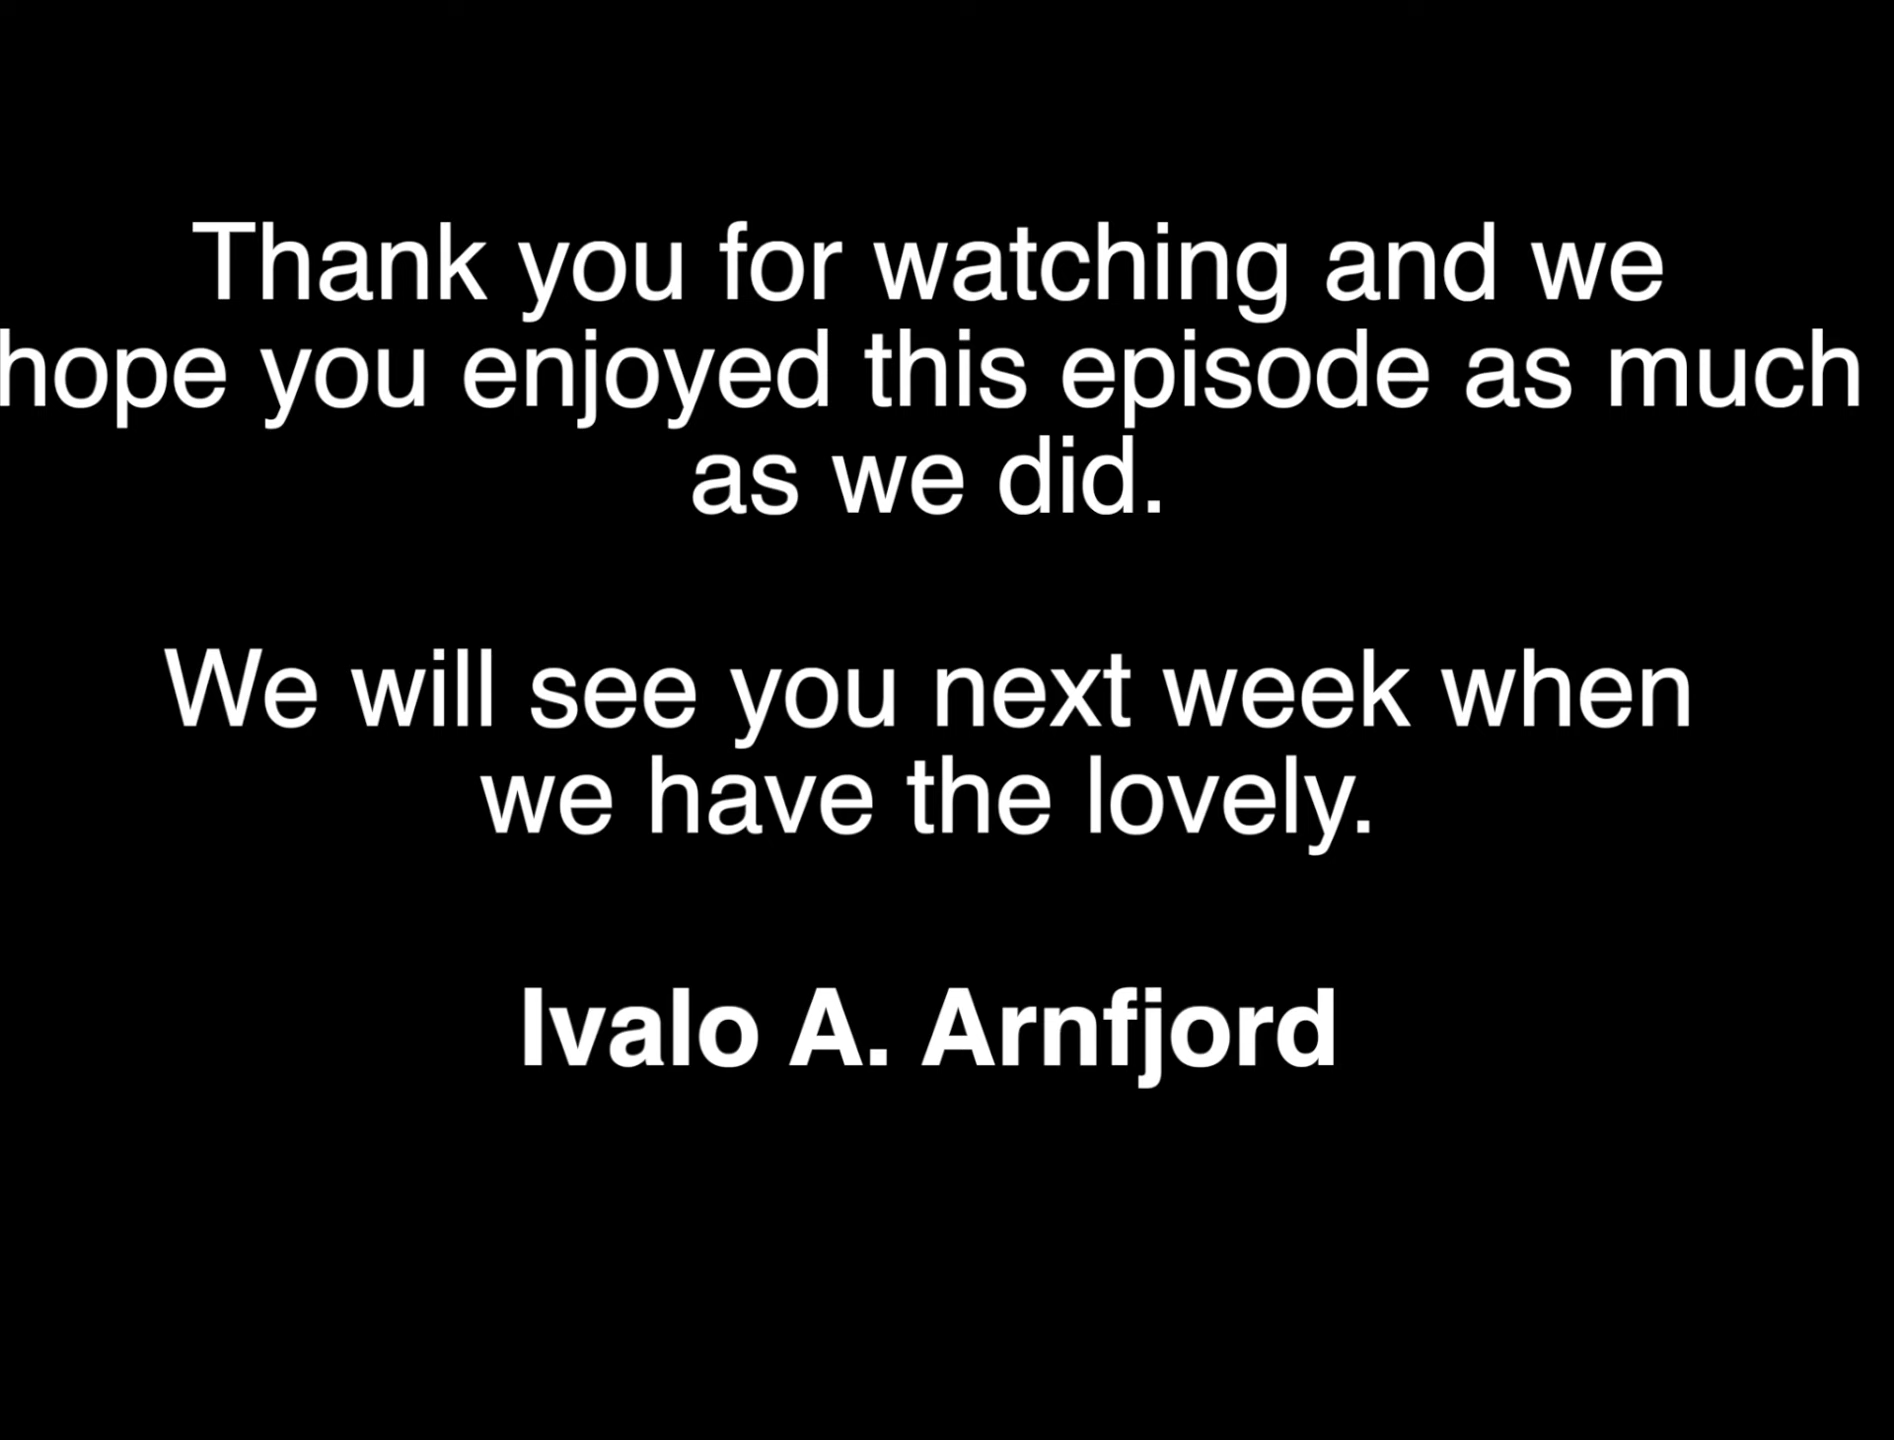 Thank you for watching and we
hope you enjoyed this episode as much
as we did.
We will see you next week when
we have the lovely.
Ivalo A. Arnfjord